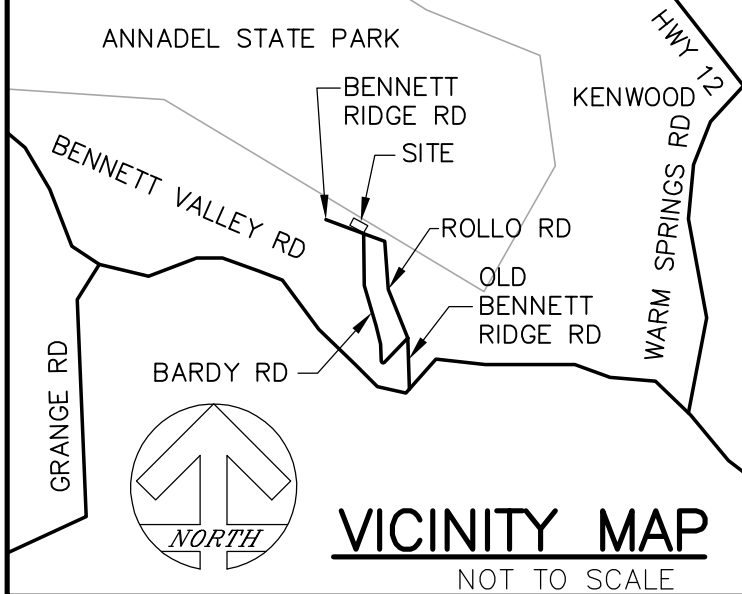 ANNADEL STATE PARK
HWY 12
BENNETT
RIDGE RD
KENWOOD
SITE
BENNETT VALLEY RD
WARM SPRINGS RD
ROLLO RD
OLD
BENNETT
RIDGE RD
BARDY RD
GRANGE RD
NORTH
VICINITY MAP
NOT TO SCALE